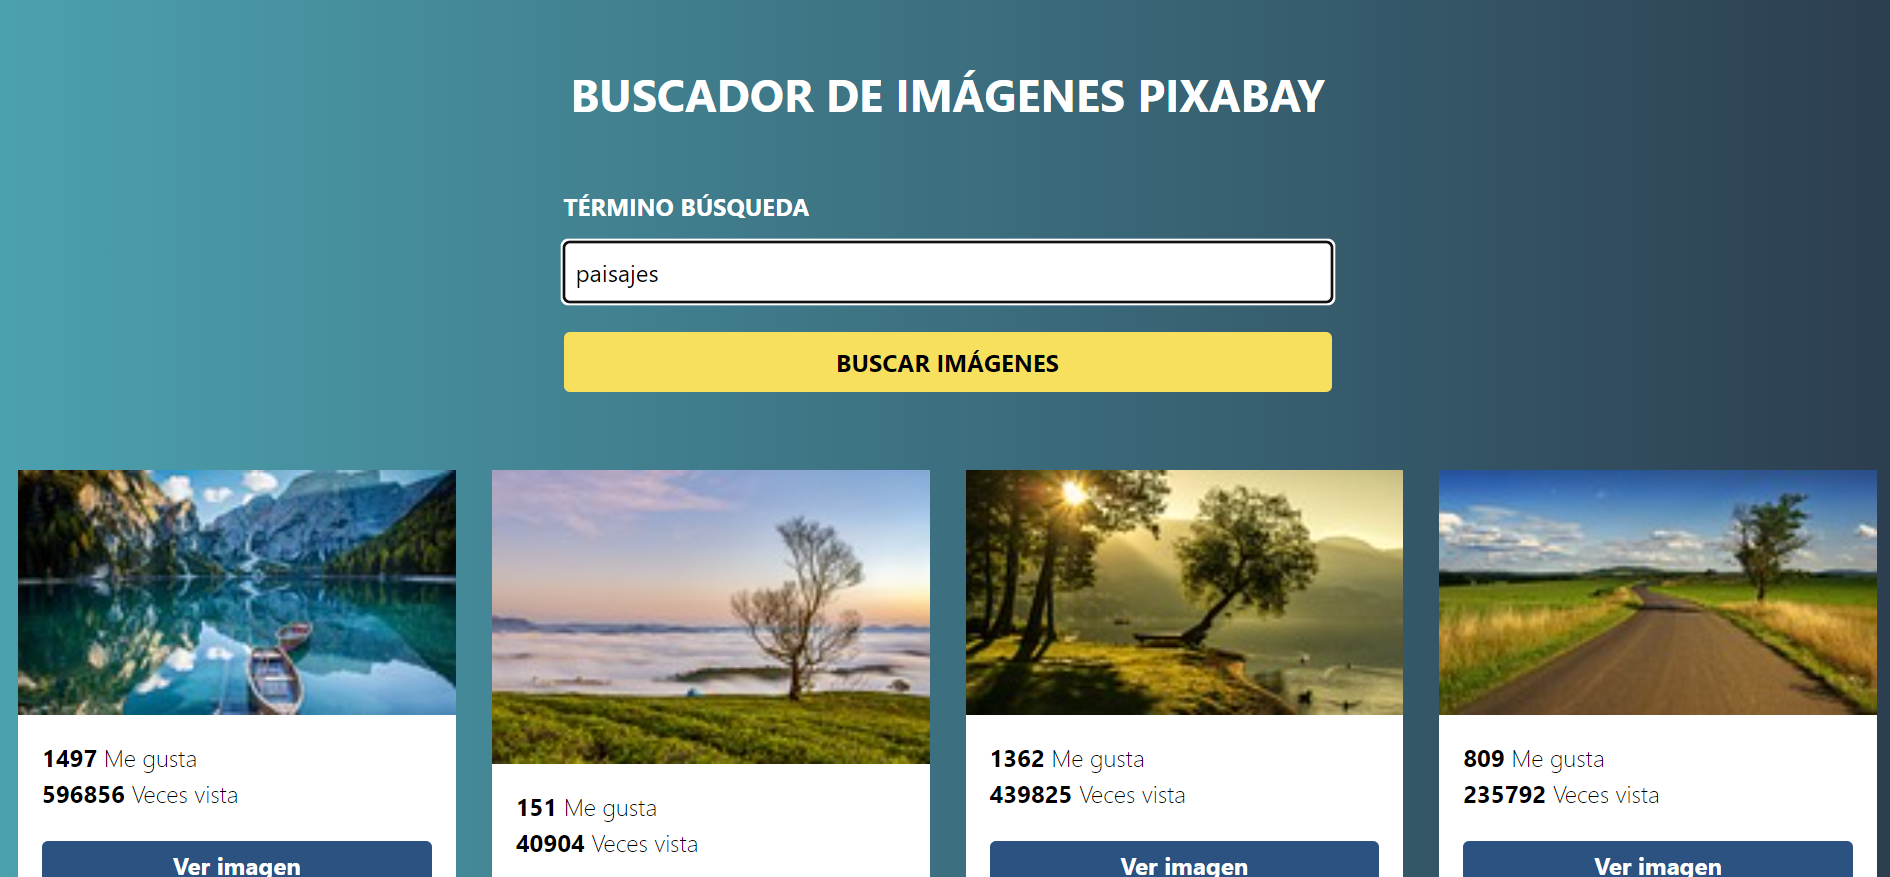 BUSCADOR DE IMÁGENES PIXABAY
TÉRMINO BÚSQUEDA
paisajes
BUSCAR IMÁGENES
1497 Me gusta
596856 Veces vista
Ver imagen
151 Me gusta
40904 Veces vista
1362 Me gusta
439825 Veces vista
Ver imagen
809 Me gusta
235792 Veces vista
Ver imagen